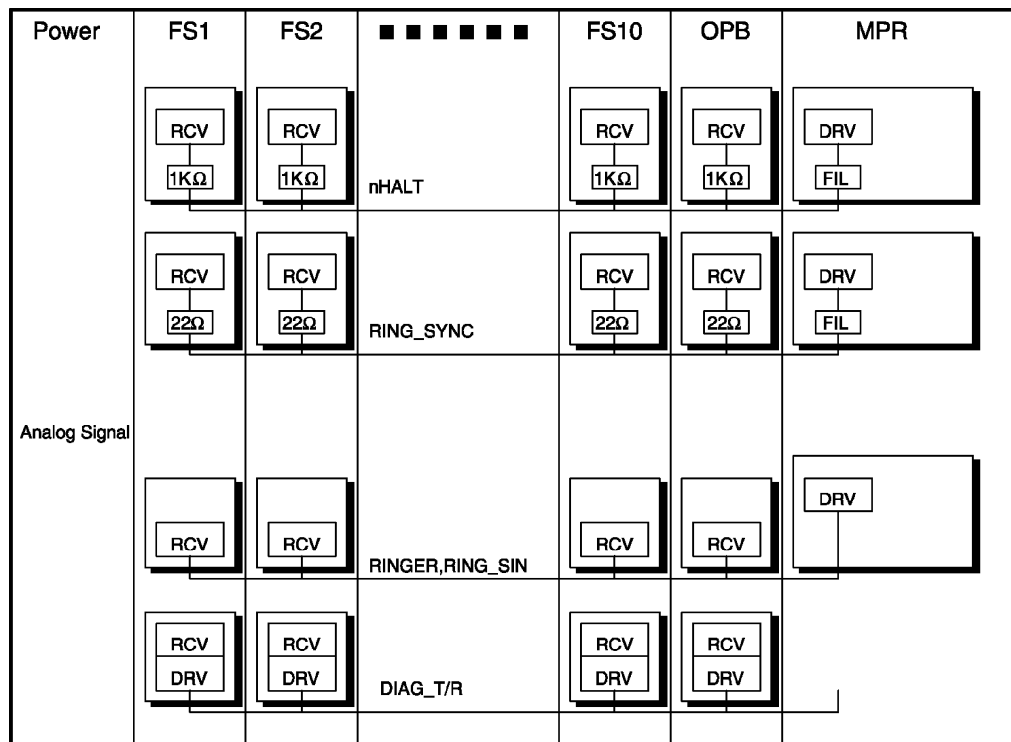 Power FS1 FS2 ■ ■ ■ ■ ■ ■ FS10 OPB MPR
RCV RCV RCV RCV DRV
1KΩ 1KΩ 1KΩ 1KΩ FIL
nHALT
RCV RCV RCV RCV DRV
22Ω 22Ω 22Ω 22Ω FIL
RING_SYNC
Analog Signal
DRV
RCV RCV RCV RCV
RINGER,RING_SIN
RCV RCV RCV RCV
DRV DRV DRV DRV
DIAG_T/R